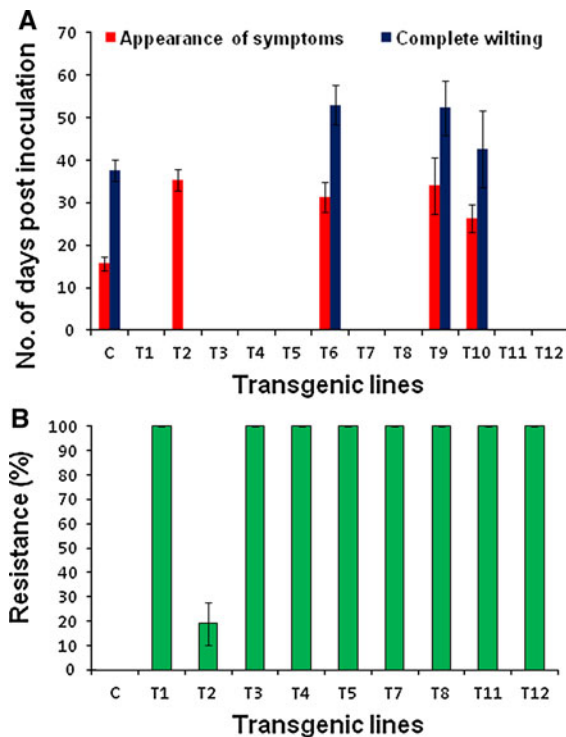 A
Appearance of symptoms Complete wilting
No. of days post inoculation
70
60
50
40
30
20
10
0
C T1 T2 T3 T4 T5 T6 T7 T8 T9 T10 T11 T12
Transgenic lines
B
Resistance (%)
100
90
80
70
60
50
40
30
20
10
0
C T1 T2 T3 T4 T5 T7 T8 T11 T12
Transgenic lines